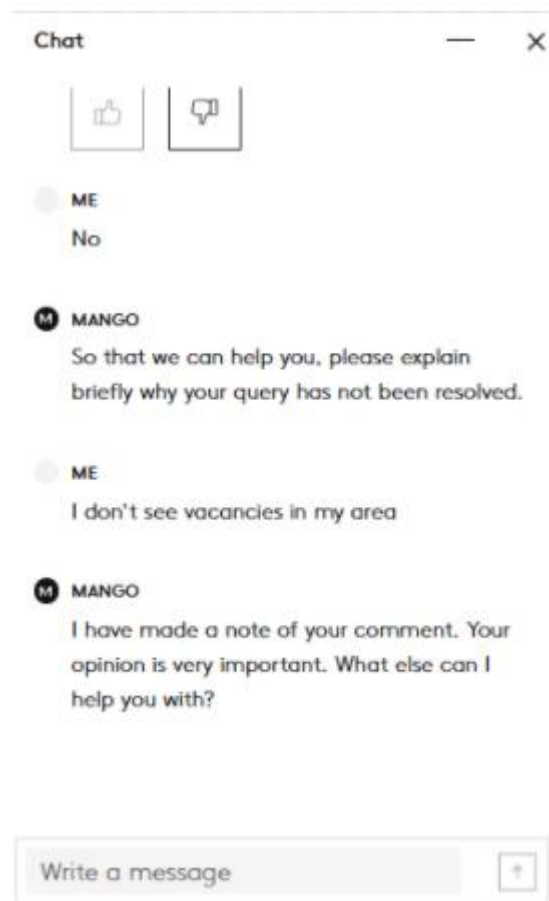 Chat
ME
No
M MANGO
So that we can help you, please explain
briefly why your query has not been resolved.
ME
I don't see vacancies in my area
M MANGO
I have made a note of your comment. Your
opinion is very important. What else can I
help you with?
Write a message